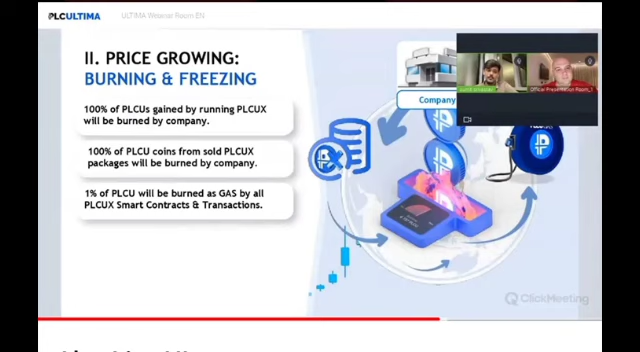 PLCULTIMA
ULTIMA Webinar Room EN
II. PRICE GROWING:
BURNING & FREEZING
100% of PLCUs gained by running PLCUX
will be burned by company.
100% of PLCU coins from sold PLCUX
packages will be burned by company.
1% of PLCU will be burned as GAS by all
PLCUX Smart Contracts & Transactions.
Company
Official Presentation Room_1
ClickMeeting